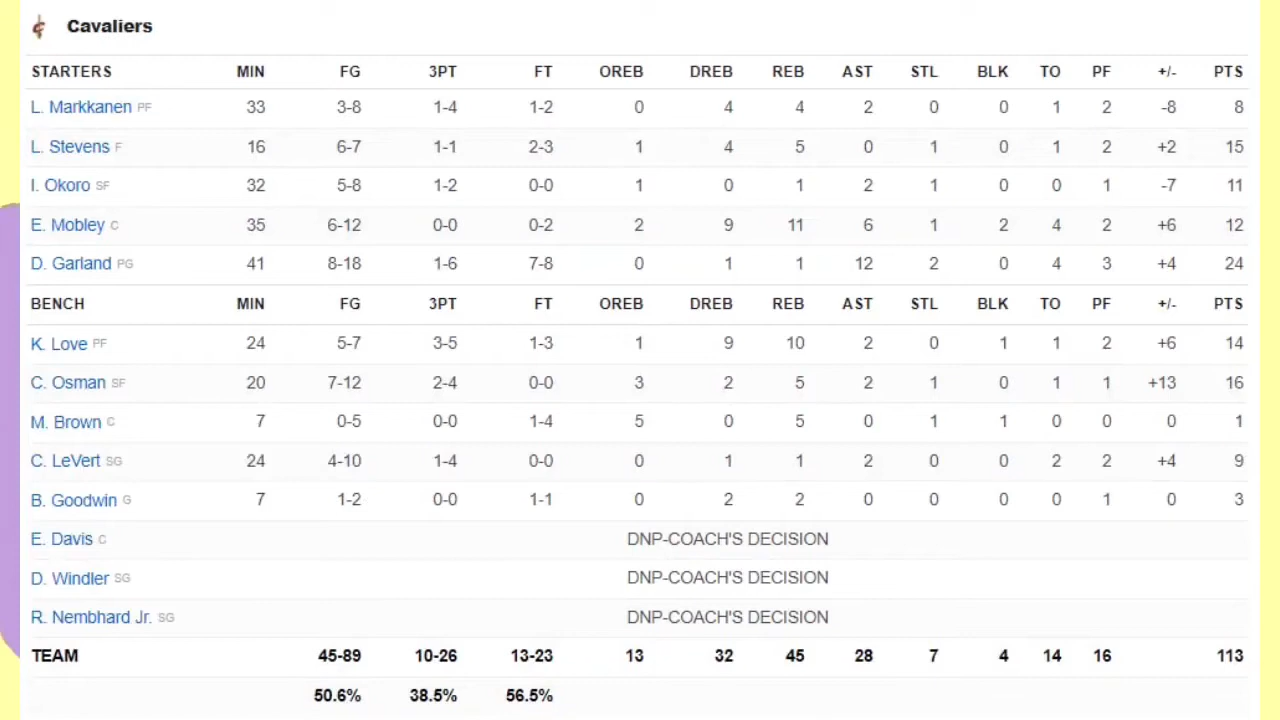 Cavaliers
STARTERS MIN FG 3PT FT OREB DREB REB AST STL BLK TO PF +/- PTS
L. Markkanen PF 33 3-8 1-4 1-2 0 4 4 2 0 0 1 2 -8 8
L. Stevens F 16 6-7 1-1 2-3 1 4 5 0 1 0 1 2 +2 15
I. Okoro SF 32 5-8 1-2 0-0 1 0 1 2 1 0 0 1 -7 11
E. Mobley C 35 6-12 0-0 0-2 2 9 11 6 1 2 4 2 +6 12
D. Garland PG 41 8-18 1-6 7-8 0 1 1 12 2 0 4 3 +4 24
BENCH MIN FG 3PT FT OREB DREB REB AST STL BLK TO PF +/- PTS
K. Love PF 24 5-7 3-5 1-3 1 9 10 2 0 1 1 2 +6 14
C. Osman SF 20 7-12 2-4 0-0 3 2 5 2 1 0 1 1 +13 16
M. Brown C 7 0-5 0-0 1-4 5 0 5 0 1 1 0 0 0 1
C. LeVert SG 24 4-10 1-4 0-0 0 1 1 2 0 0 2 2 +4 9
B. Goodwin G 7 1-2 0-0 1-1 0 2 2 0 0 0 0 1 0 3
E. Davis C DNP-COACH'S DECISION
D. Windler SG DNP-COACH'S DECISION
R. Nembhard Jr. SG DNP-COACH'S DECISION
TEAM 45-89 10-26 13-23 13 32 45 28 7 4 14 16 113
50.6% 38.5% 56.5%